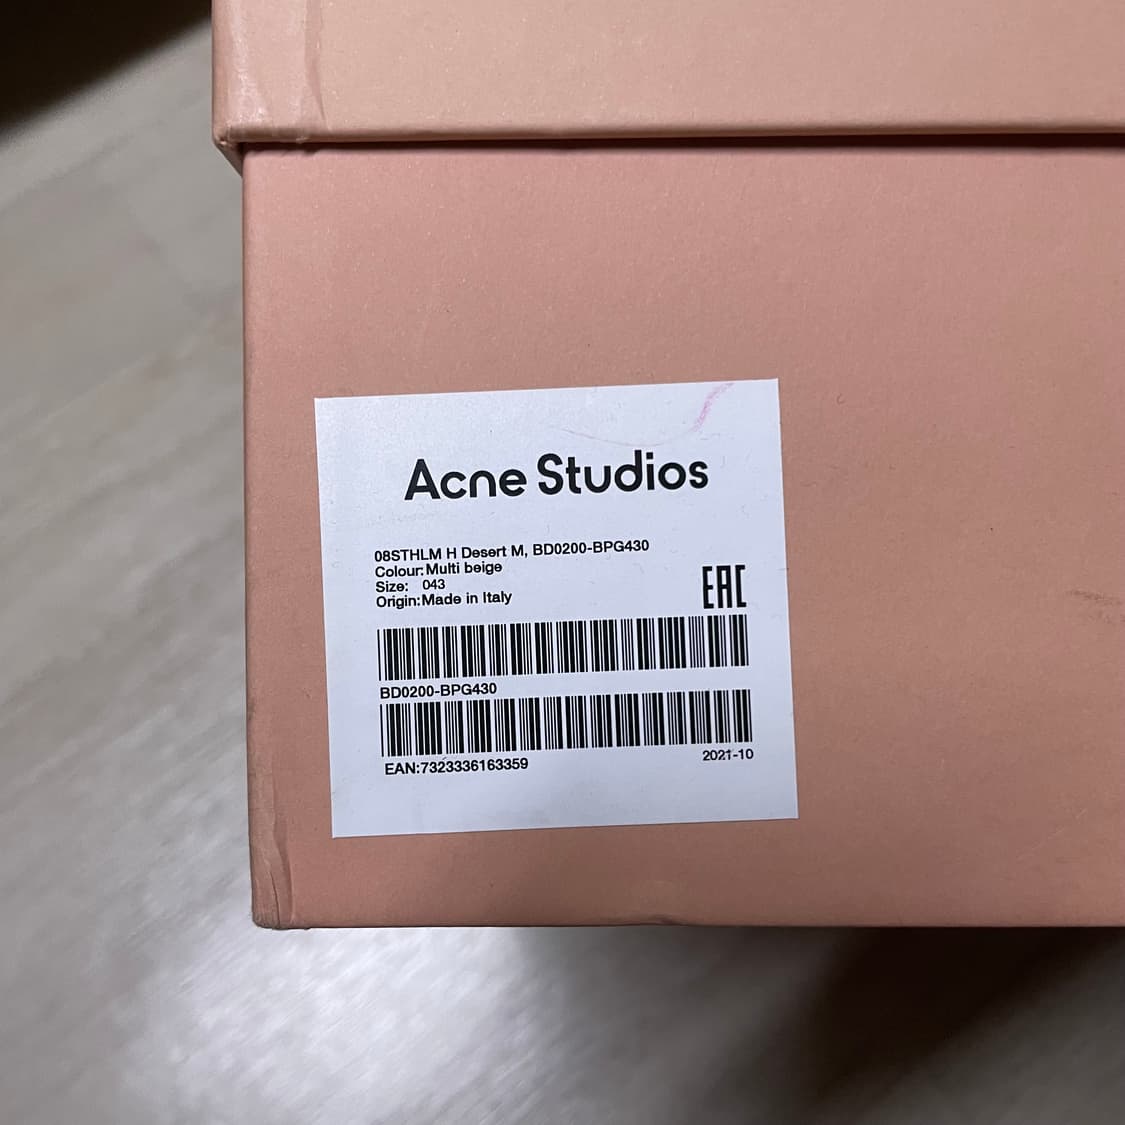 Acne Studios
08STHLM H Desert M, BD0200-BPG430
Colour: Multi beige
Size: 043
Origin: Made in Italy
EAC
BD0200-BPG430
EAN:7323336163359
2021-10